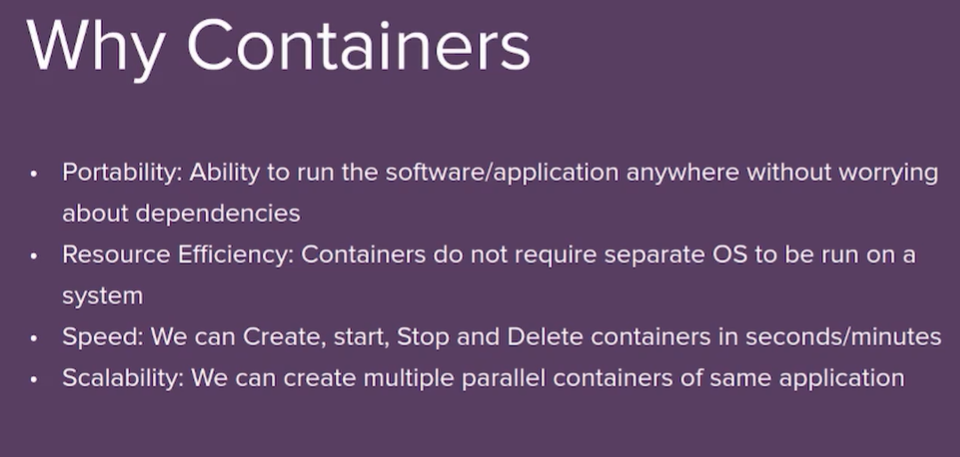 Why Containers
• Portability: Ability to run the software/application anywhere without worrying
about dependencies
• Resource Efficiency: Containers do not require separate OS to be run on a
system
• Speed: We can Create, start, Stop and Delete containers in seconds/minutes
• Scalability: We can create multiple parallel containers of same application